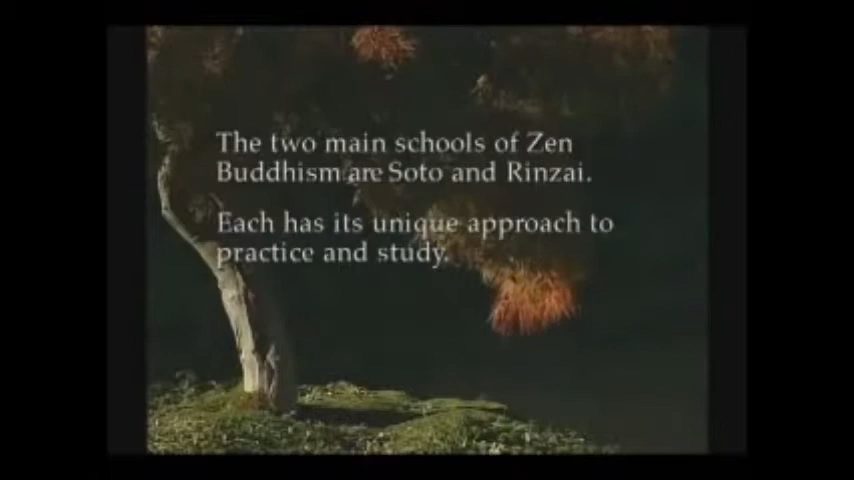 The two main schools of Zen
Buddhism are Soto and Rinzai.
Each has its unique approach to
practice and study.